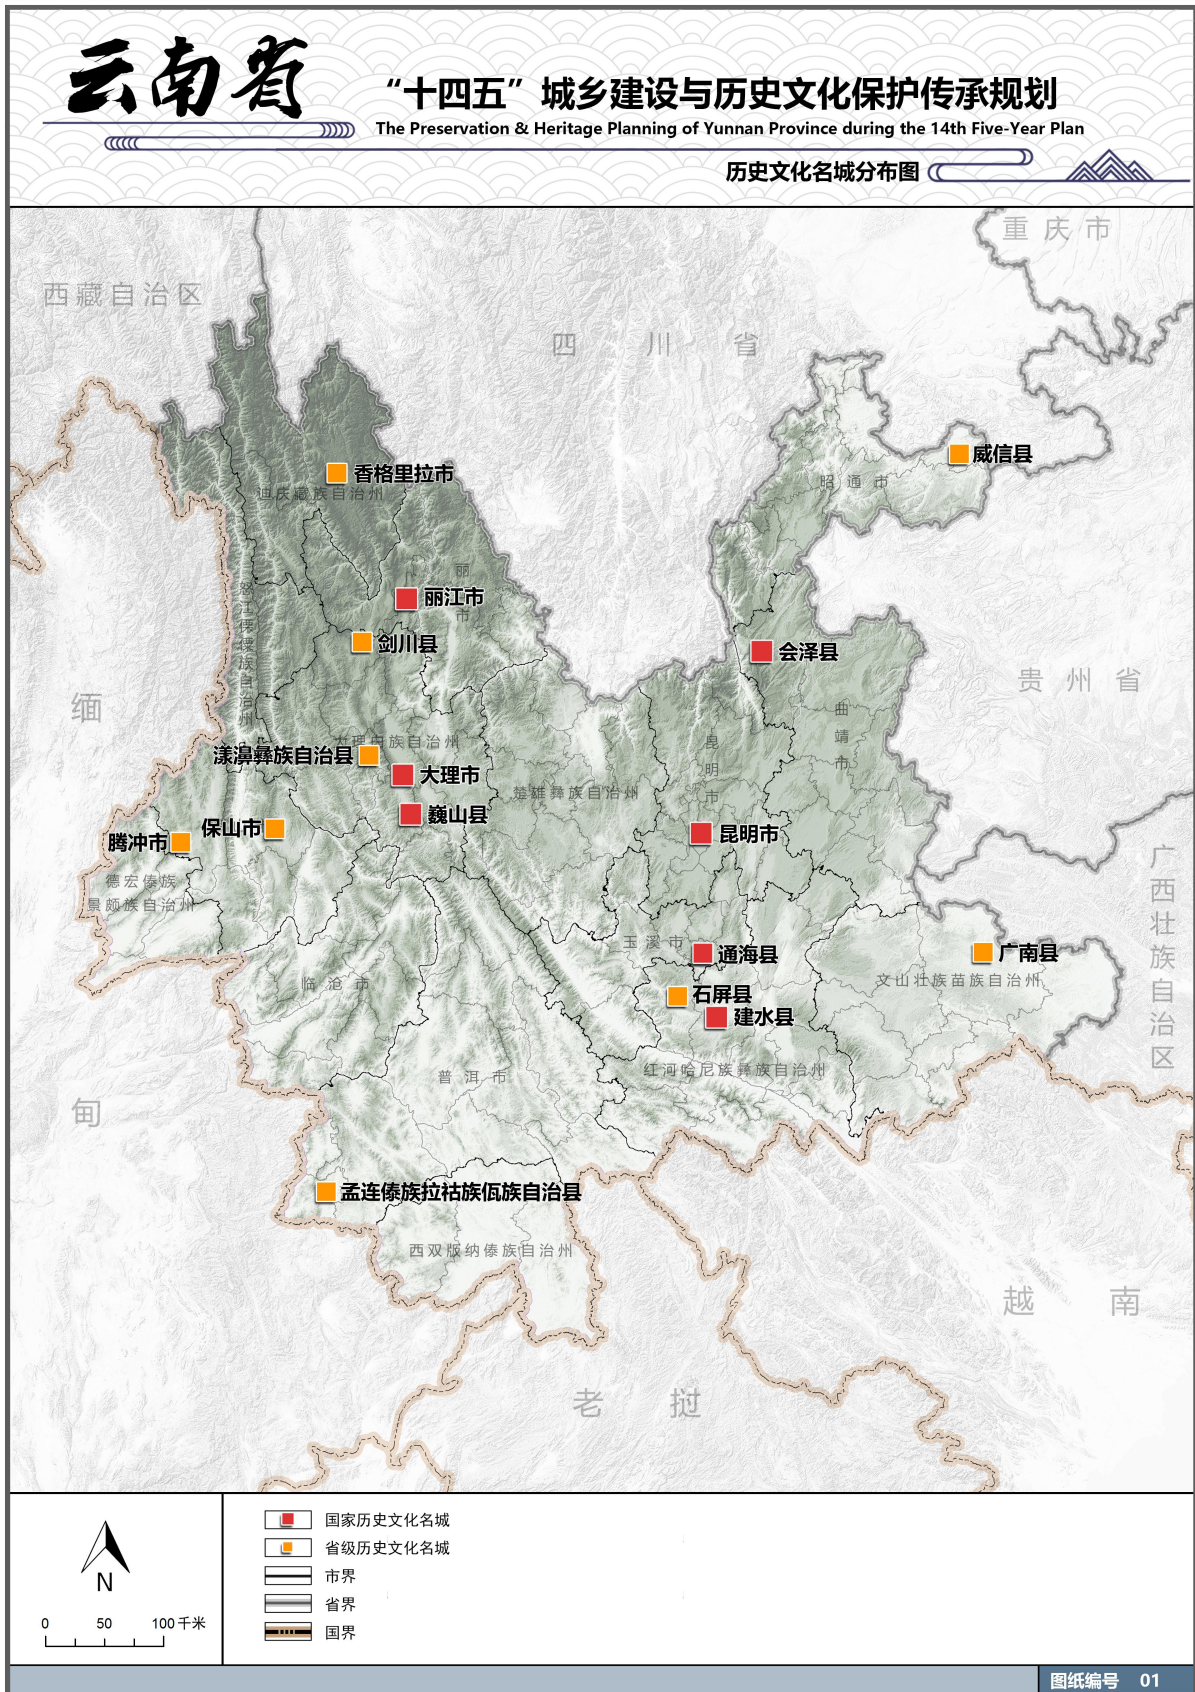 云南省
“十四五”城乡建设与历史文化保护传承规划
The Preservation & Heritage Planning of Yunnan Province during the 14th Five-Year Plan
历史文化名城分布图
重庆市
西藏自治区
四川省
威信县
昭通市
香格里拉市
迪庆藏族自治州
丽江市
丽江市
怒江傈僳族自治州
剑川县
会泽县
贵州省
缅甸
曲靖市
昆明市
大理白族自治州
漾濞彝族自治县
大理市
楚雄彝族自治州
巍山县
保山市
腾冲市
昆明市
德宏傣族
景颇族自治州
广西壮族自治区
玉溪市
通海县
广南县
文山壮族苗族自治州
临沧市
石屏县
建水县
红河哈尼族彝族自治州
普洱市
孟连傣族拉祜族佤族自治县
西双版纳傣族自治州
越南
老挝
N
0 50 100千米
国家历史文化名城
省级历史文化名城
市界
省界
国界
图纸编号 01